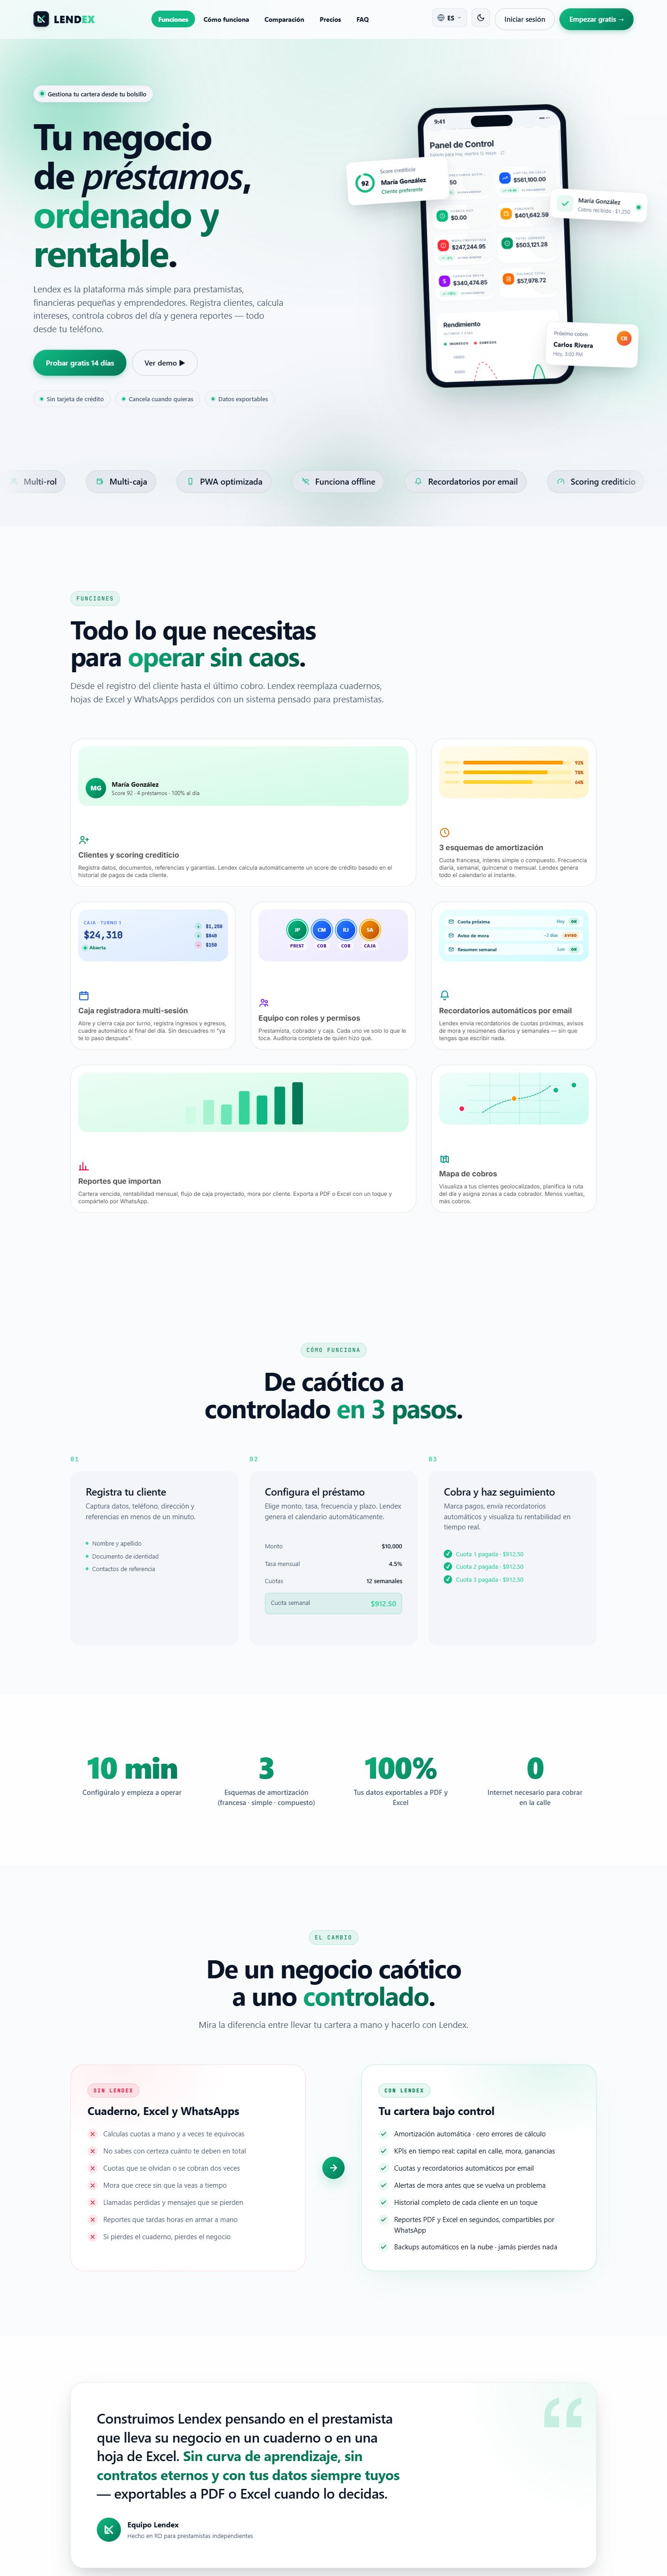 LENDEX
Funciones
Cómo funciona
Comparación
Precios
FAQ
ES
Iniciar sesión
Empezar gratis →
Gestiona tu cartera desde tu bolsillo
Tu negocio
de préstamos,
ordenado y
rentable.
Lendex es la plataforma más simple para prestamistas,
financieras pequeñas y emprendedores. Registra clientes, calcula
intereses, controla cobros del día y genera reportes — todo
desde tu teléfono.
Probar gratis 14 días
Ver demo ▶
Sin tarjeta de crédito
Cancela cuando quieras
Datos exportables
9:41
Panel de Control
Score crediticio
92
María González
Cliente preferente
50
$561,100.00
$0.00
$401,642.59
$247,244.95
$503,121.28
$340,474.85
$57,978.72
María González
Cobro recibido · $1,250
Rendimiento
INGRESOS
EGRESOS
Próximo cobro
Carlos Rivera
Hoy, 3:00 PM
CR
Multi-rol
Multi-caja
PWA optimizada
Funciona offline
Recordatorios por email
Scoring crediticio
FUNCIONES
Todo lo que necesitas
para operar sin caos.
Desde el registro del cliente hasta el último cobro. Lendex reemplaza cuadernos,
hojas de Excel y WhatsApps perdidos con un sistema pensado para prestamistas.
MG
María González
Score 92 · 4 préstamos · 100% al día
Clientes y scoring crediticio
Registra datos, documentos, referencias y garantías. Lendex calcula automáticamente un score de crédito basado en el
historial de pagos de cada cliente.
92%
78%
64%
3 esquemas de amortización
Cuota francesa, interés simple o compuesto. Frecuencia
diaria, semanal, quincenal o mensual. Lendex genera
todo el calendario al instante.
CAJA · TURNO 1
$24,310
Abierta
$1,250
$840
$150
Caja registradora multi-sesión
Abre y cierra caja por turno, registra ingresos y egresos,
cuadre automático al final del día. Sin descuadres ni "ya
te lo paso después".
JP
CM
RJ
SA
PREST
COB
COB
CAJA
Equipo con roles y permisos
Prestamista, cobrador y caja. Cada uno ve solo lo que le
toca. Auditoría completa de quién hizo qué.
Cuota próxima
Hoy
OK
Aviso de mora
-3 días
AVISO
Resumen semanal
Lun
OK
Recordatorios automáticos por email
Lendex envía recordatorios de cuotas próximas, avisos
de mora y resúmenes diarios y semanales — sin que
tengas que escribir nada.
Reportes que importan
Cartera vencida, rentabilidad mensual, flujo de caja proyectado, mora por cliente. Exporta a PDF o Excel con un toque y
compártelo por WhatsApp.
Mapa de cobros
Visualiza a tus clientes geolocalizados, planifica la ruta
del día y asigna zonas a cada cobrador. Menos vueltas,
más cobros.
CÓMO FUNCIONA
De caótico a
controlado en 3 pasos.
01
Registra tu cliente
Captura datos, teléfono, dirección y
referencias en menos de un minuto.
Nombre y apellido
Documento de identidad
Contactos de referencia
02
Configura el préstamo
Elige monto, tasa, frecuencia y plazo. Lendex
genera el calendario automáticamente.
Monto
$10,000
Tasa mensual
4.5%
Cuotas
12 semanales
Cuota semanal
$912.50
03
Cobra y haz seguimiento
Marca pagos, envía recordatorios
automáticos y visualiza tu rentabilidad en
tiempo real.
Cuota 1 pagada · $912.50
Cuota 2 pagada · $912.50
Cuota 3 pagada · $912.50
10 min
Configúralo y empieza a operar
3
Esquemas de amortización
(francesa · simple · compuesto)
100%
Tus datos exportables a PDF y
Excel
0
Internet necesario para cobrar
en la calle
EL CAMBIO
De un negocio caótico
a uno controlado.
Mira la diferencia entre llevar tu cartera a mano y hacerlo con Lendex.
SIN LENDEX
Cuaderno, Excel y WhatsApps
Calculas cuotas a mano y a veces te equivocas
No sabes con certeza cuánto te deben en total
Cuotas que se olvidan o se cobran dos veces
Mora que crece sin que la veas a tiempo
Llamadas perdidas y mensajes que se pierden
Reportes que tardas horas en armar a mano
Si pierdes el cuaderno, pierdes el negocio
CON LENDEX
Tu cartera bajo control
Amortización automática · cero errores de cálculo
KPIs en tiempo real: capital en calle, mora, ganancias
Cuotas y recordatorios automáticos por email
Alertas de mora antes que se vuelva un problema
Historial completo de cada cliente en un toque
Reportes PDF y Excel en segundos, compartibles por
WhatsApp
Backups automáticos en la nube · jamás pierdes nada
Construimos Lendex pensando en el prestamista
que lleva su negocio en un cuaderno o en una
hoja de Excel. Sin curva de aprendizaje, sin
contratos eternos y con tus datos siempre tuyos
— exportables a PDF o Excel cuando lo decidas.
Equipo Lendex
Hecho en RD para prestamistas independientes